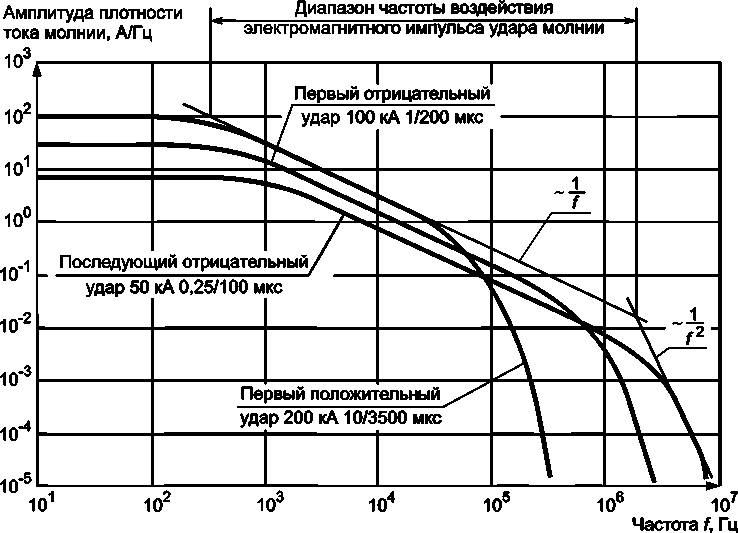 Амплитуда плотности
тока молнии, А/Гц
Диапазон частоты воздействия
электромагнитного импульса удара молнии
10³
10²
10¹
10⁰
10⁻¹
10⁻²
10⁻³
10⁻⁴
10⁻⁵
Первый отрицательный
удар 100 кА 1/200 мкс
~ 1/f
Последующий отрицательный
удар 50 кА 0,25/100 мкс
~ 1/f²
Первый положительный
удар 200 кА 10/3500 мкс
10¹ 10² 10³ 10⁴ 10⁵ 10⁶ 10⁷
Частота f, Гц